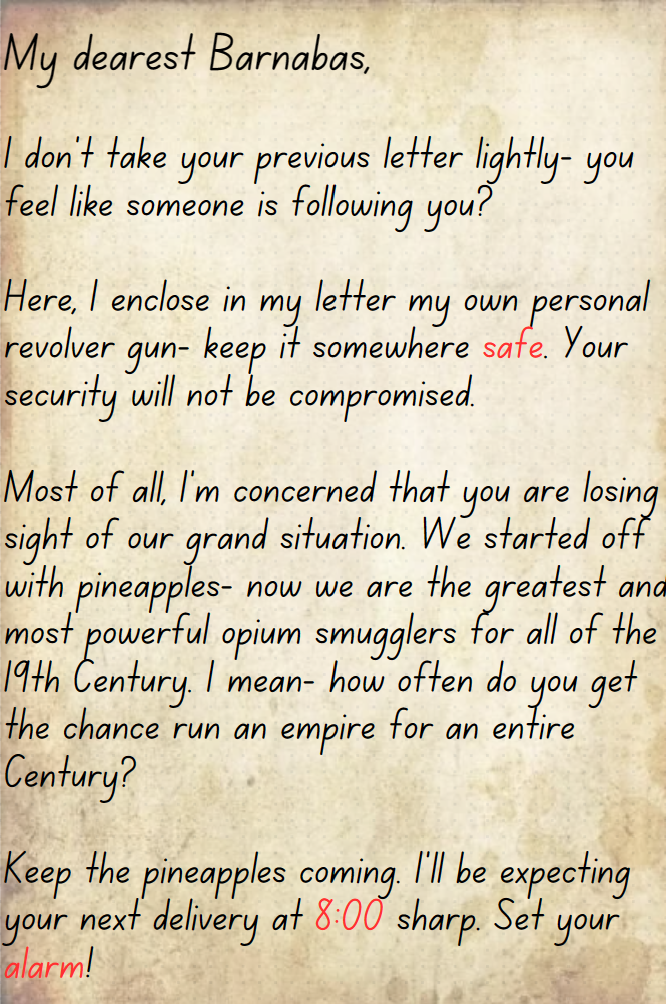 My dearest Barnabas,
I don't take your previous letter lightly- you
feel like someone is following you?
Here, I enclose in my letter my own personal
revolver gun- keep it somewhere safe. Your
security will not be compromised.
Most of all, I'm concerned that you are losing
sight of our grand situation. We started off
with pineapples- now we are the greatest and
most powerful opium smugglers for all of the
19th Century. I mean- how often do you get
the chance run an empire for an entire
Century?
Keep the pineapples coming. I'll be expecting
your next delivery at 8:00 sharp. Set your
alarm!